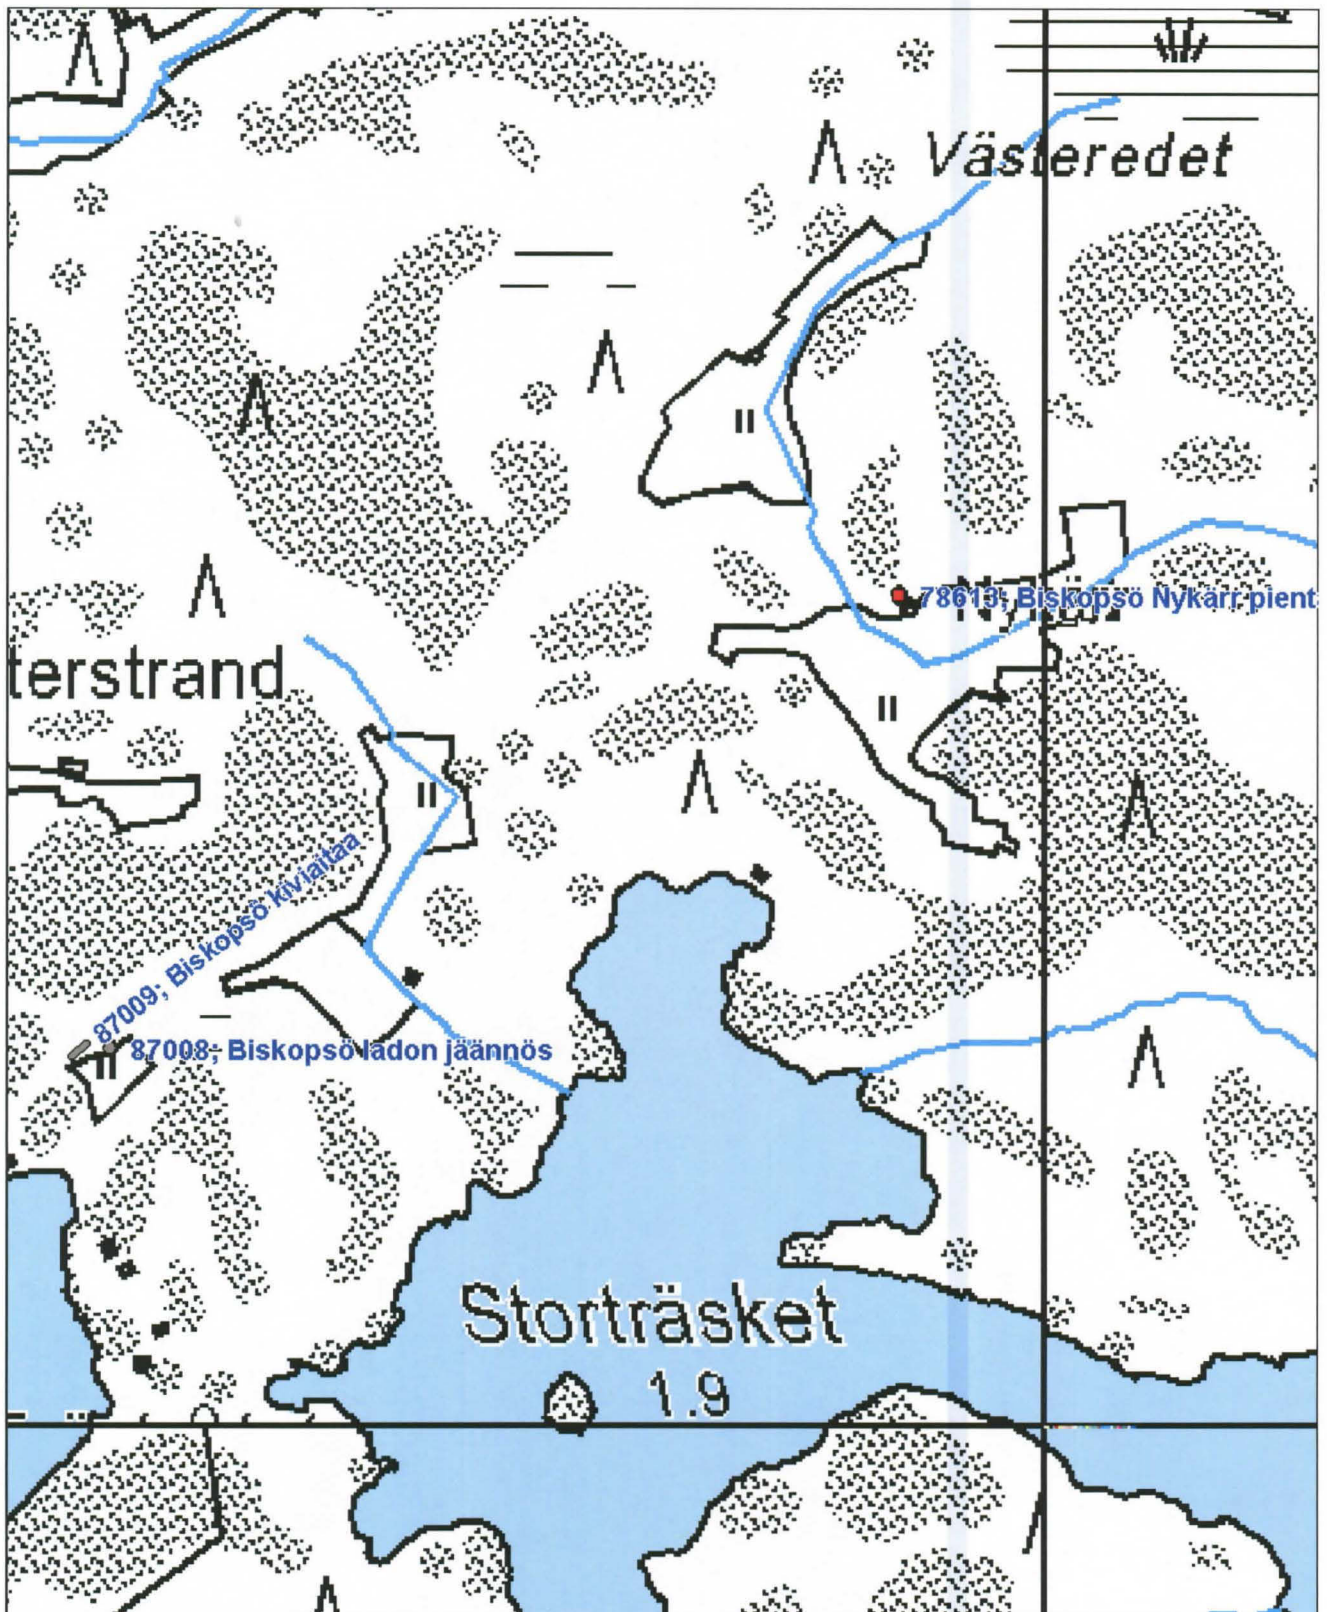 Västeredet
78613; Biskopsö Nykärr pient
terstrand
87009; Biskopsö kiviaitaa
87008; Biskopsö ladon jäännös
Storträsket
1.9